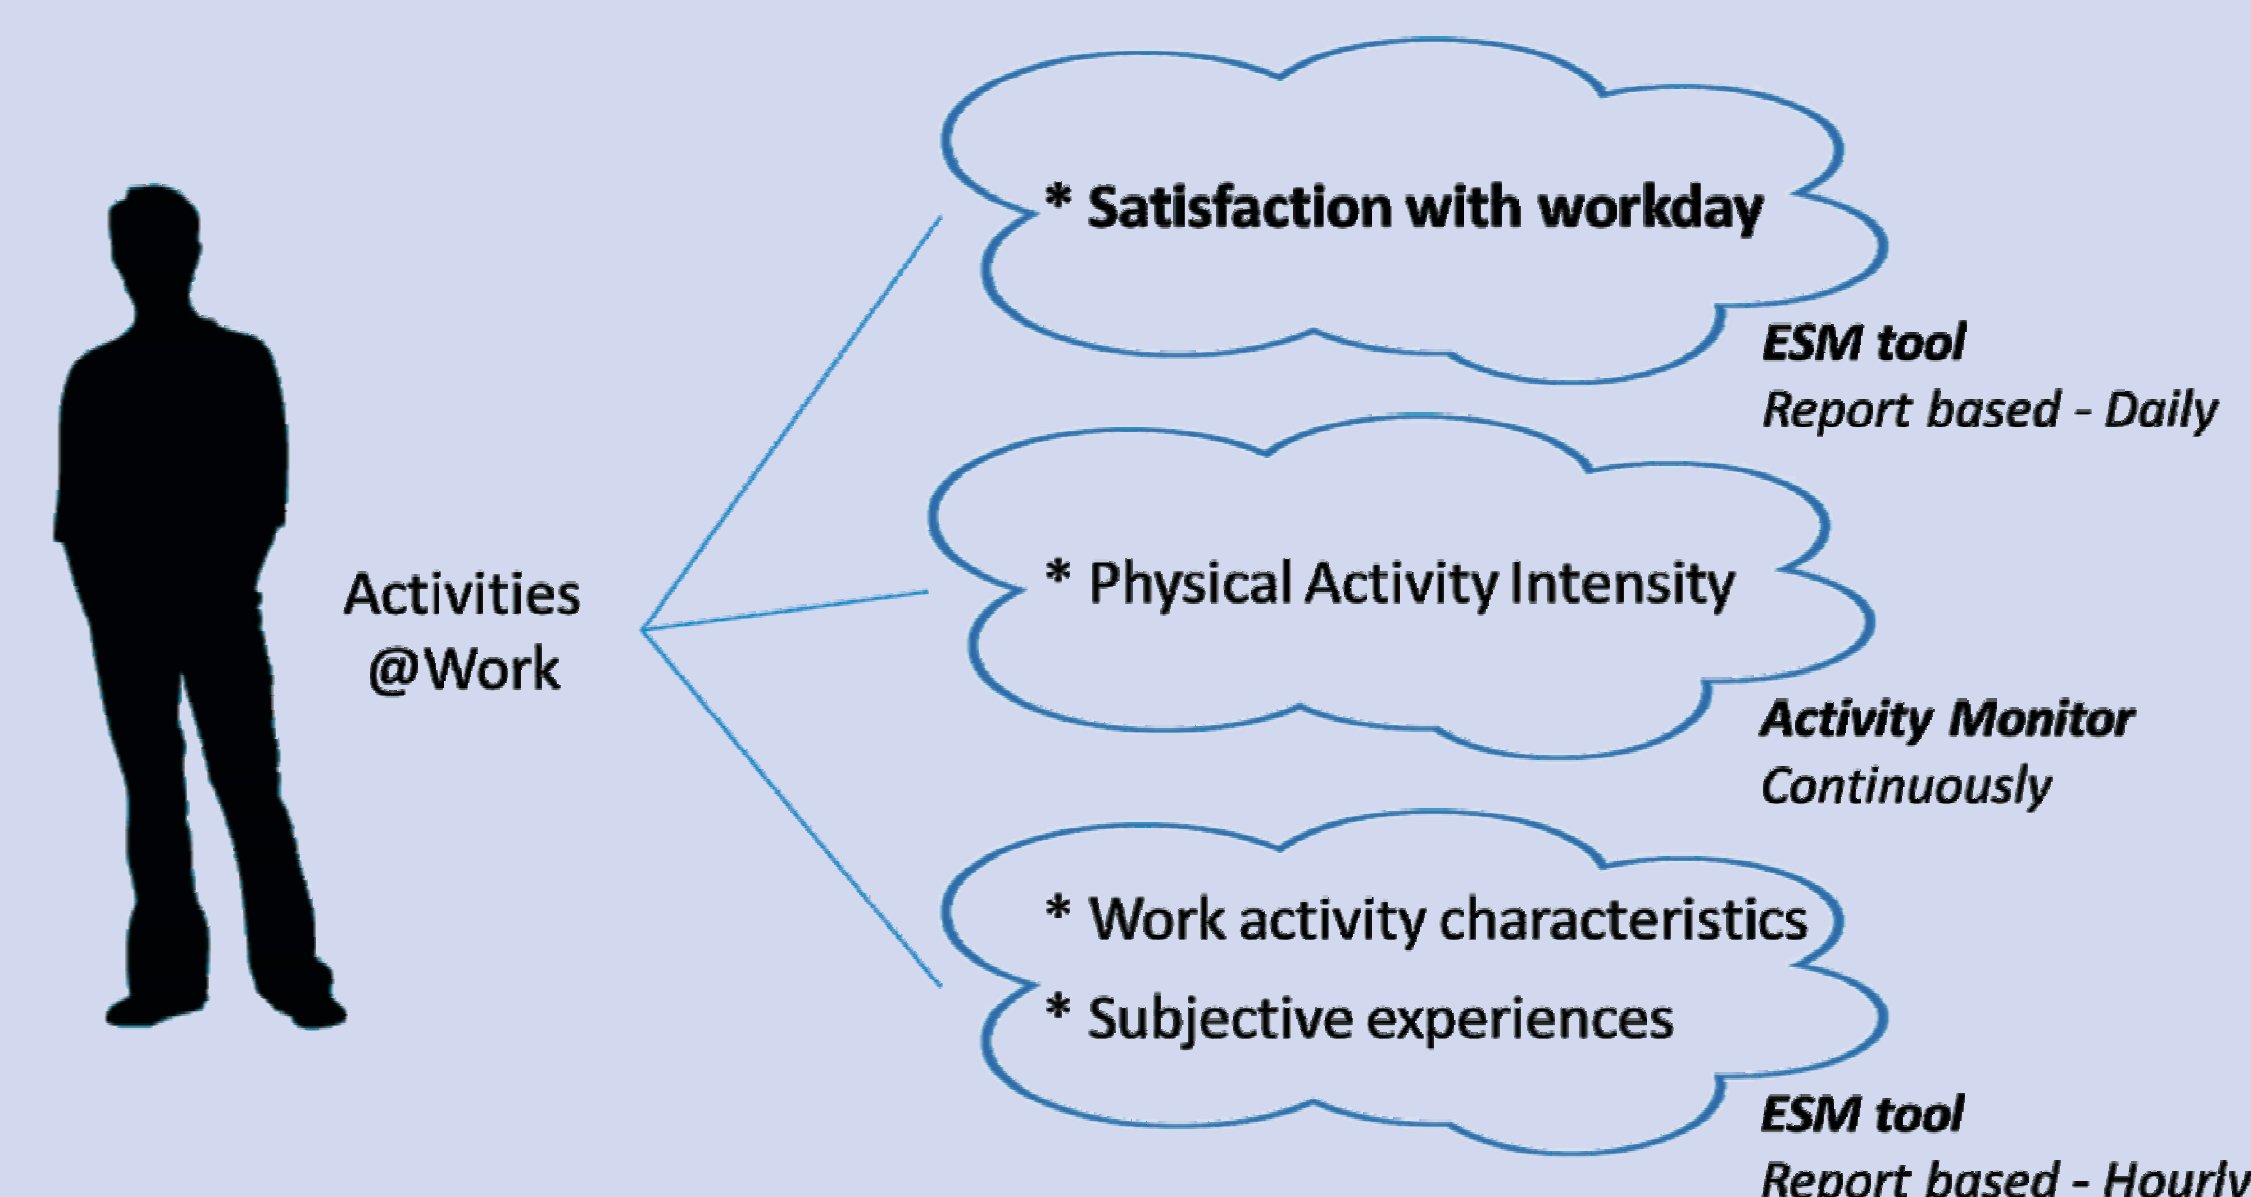 * Satisfaction with workday
ESM tool
Report based - Daily
Activities
@Work
* Physical Activity Intensity
Activity Monitor
Continuously
* Work activity characteristics
* Subjective experiences
ESM tool
Report based - Hourly